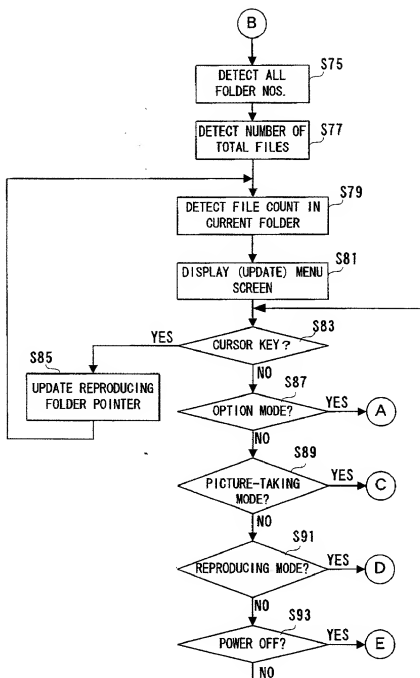 B
S75
DETECT ALL
FOLDER NOS.
S77
DETECT NUMBER OF
TOTAL FILES
S79
DETECT FILE COUNT IN
CURRENT FOLDER
S81
DISPLAY (UPDATE) MENU
SCREEN
S83
CURSOR KEY?
YES
NO
S85
UPDATE REPRODUCING
FOLDER POINTER
S87
OPTION MODE?
YES
A
NO
S89
PICTURE-TAKING
MODE?
YES
C
NO
S91
REPRODUCING MODE?
YES
D
NO
S93
POWER OFF?
YES
E
NO